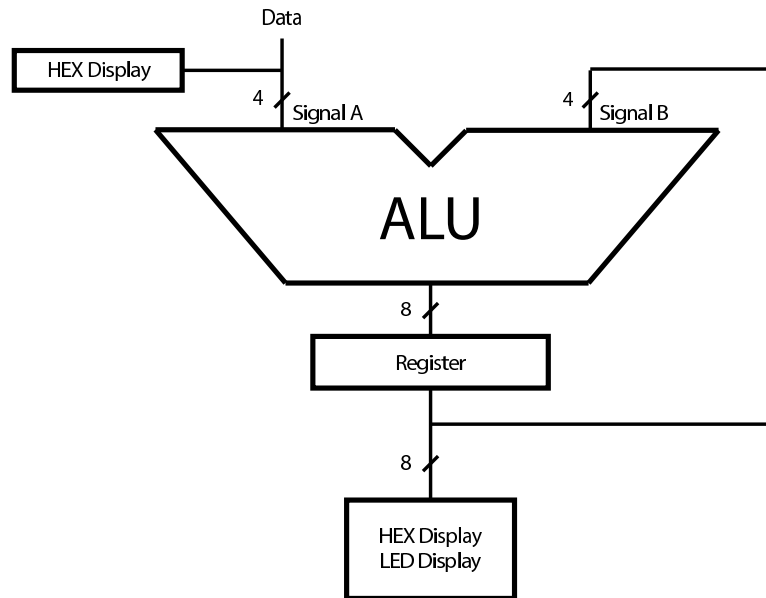 Data
HEX Display
4
Signal A
4
Signal B
ALU
8
Register
8
HEX Display
LED Display